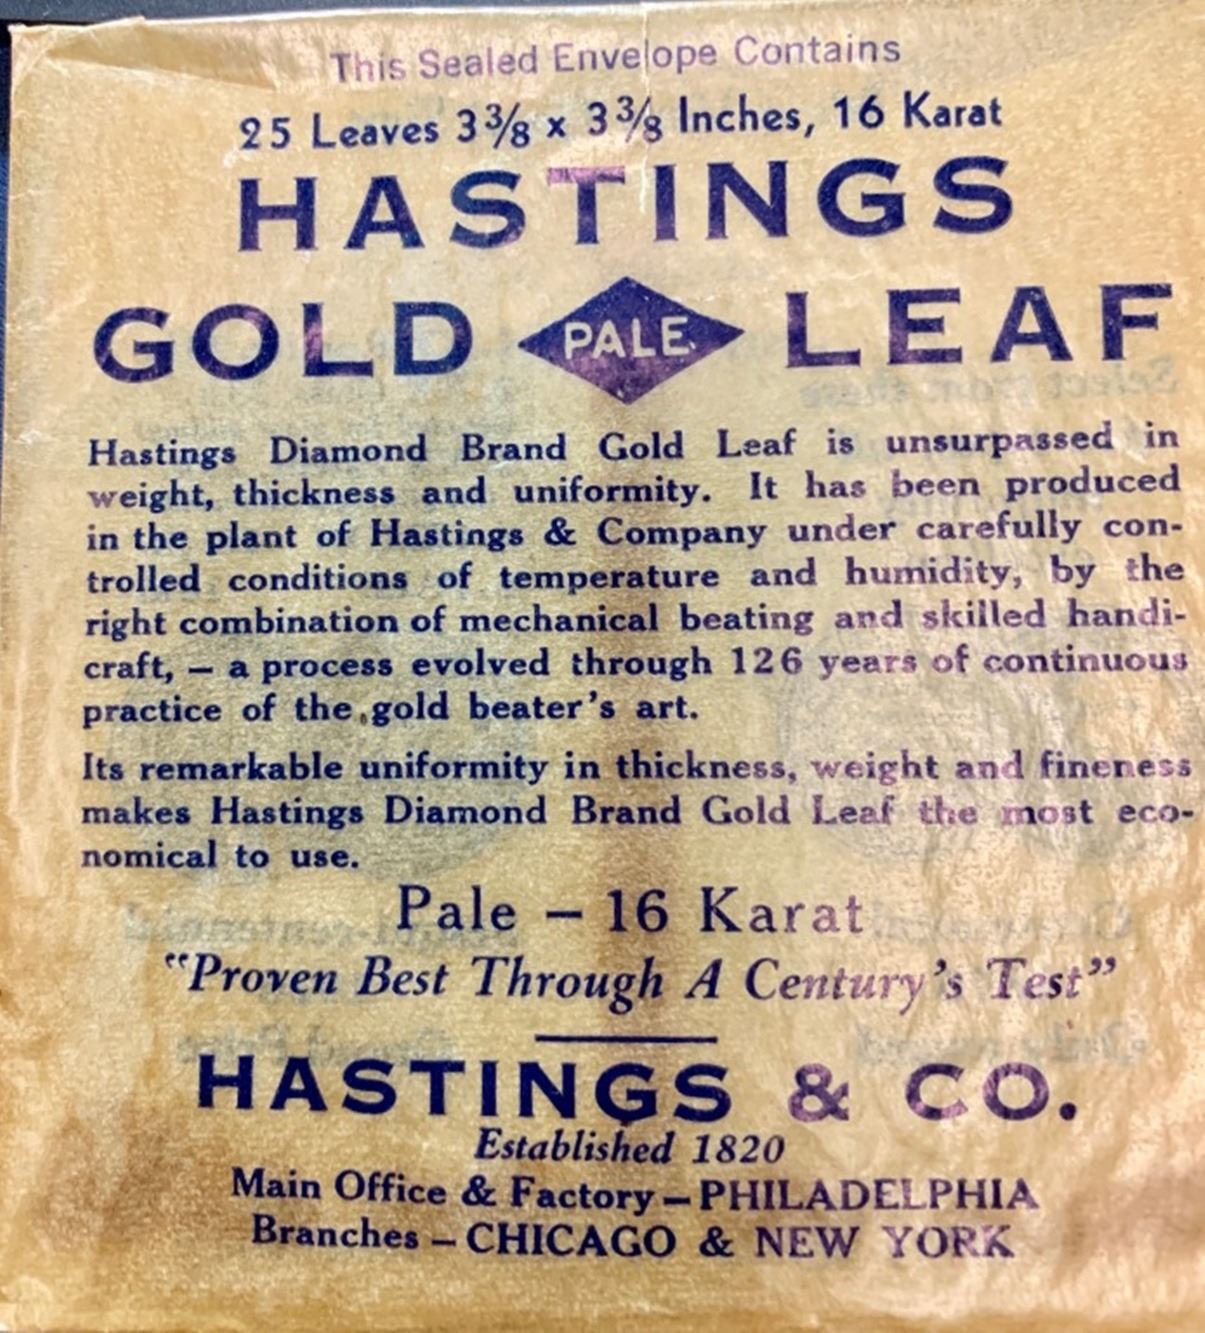 This Sealed Envelope Contains
25 Leaves 3⅜ x 3⅜ Inches, 16 Karat
HASTINGS
GOLD PALE LEAF
Hastings Diamond Brand Gold Leaf is unsurpassed in
weight, thickness and uniformity. It has been produced
in the plant of Hastings & Company under carefully con-
trolled conditions of temperature and humidity, by the
right combination of mechanical beating and skilled handi-
craft, – a process evolved through 126 years of continuous
practice of the gold beater's art.
Its remarkable uniformity in thickness, weight and fineness
makes Hastings Diamond Brand Gold Leaf the most eco-
nomical to use.
Pale – 16 Karat
"Proven Best Through A Century's Test"
HASTINGS & CO.
Established 1820
Main Office & Factory – PHILADELPHIA
Branches – CHICAGO & NEW YORK